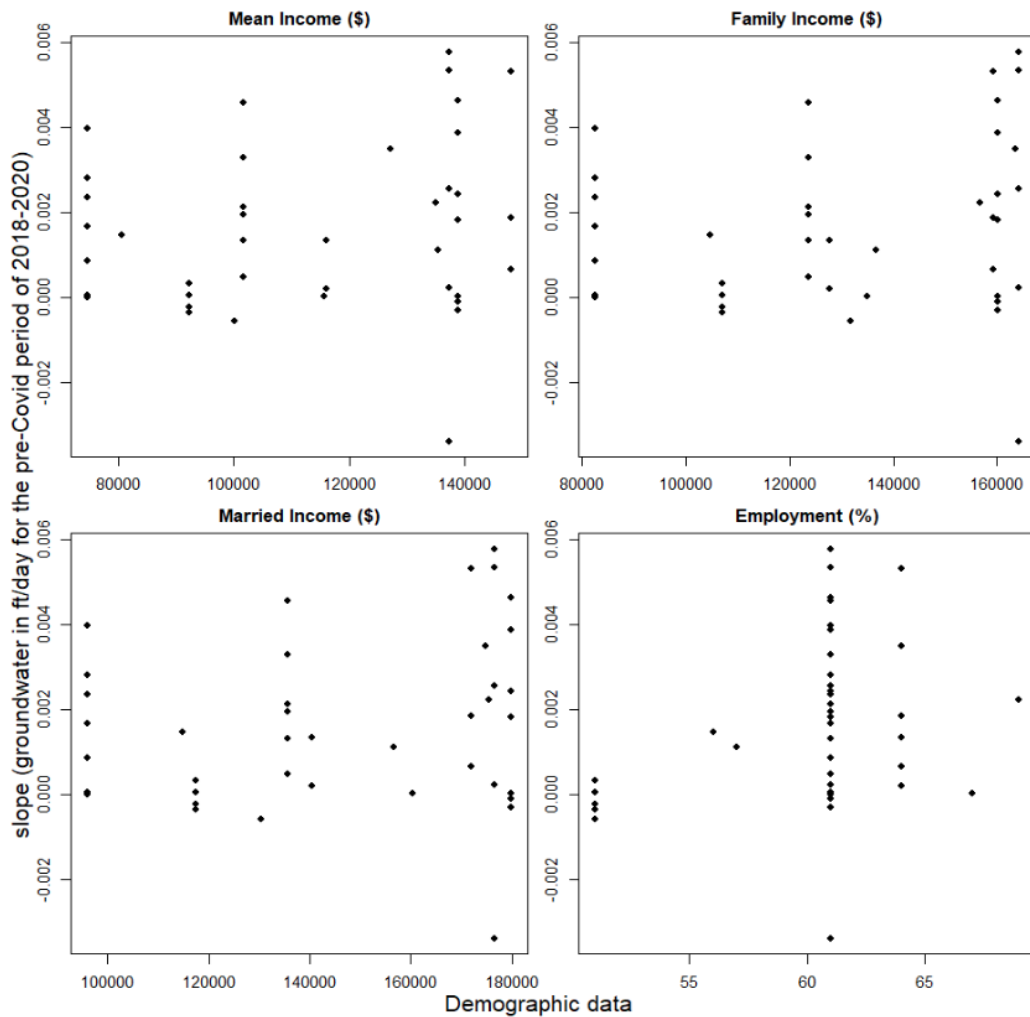 Mean Income ($)
Family Income ($)
0.006
0.004
0.002
0.000
-0.002
80000 100000 120000 140000
0.006
0.004
0.002
0.000
-0.002
80000 100000 120000 140000 160000
Married Income ($)
Employment (%)
0.006
0.004
0.002
0.000
-0.002
100000 120000 140000 160000 180000
0.006
0.004
0.002
0.000
-0.002
55 60 65
slope (groundwater in ft/day for the pre-Covid period of 2018-2020)
Demographic data